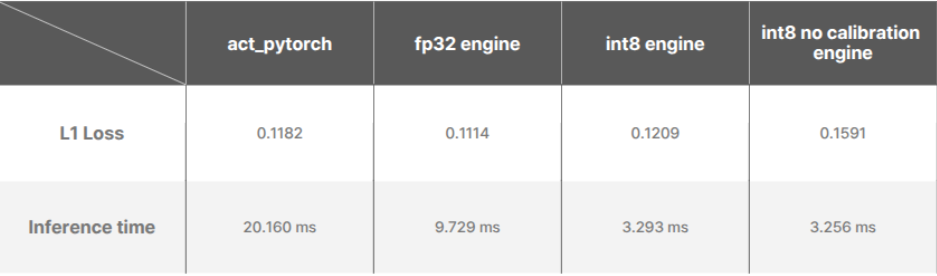 act_pytorch
fp32 engine
int8 engine
int8 no calibration
engine
L1 Loss
0.1182
0.1114
0.1209
0.1591
Inference time
20.160 ms
9.729 ms
3.293 ms
3.256 ms